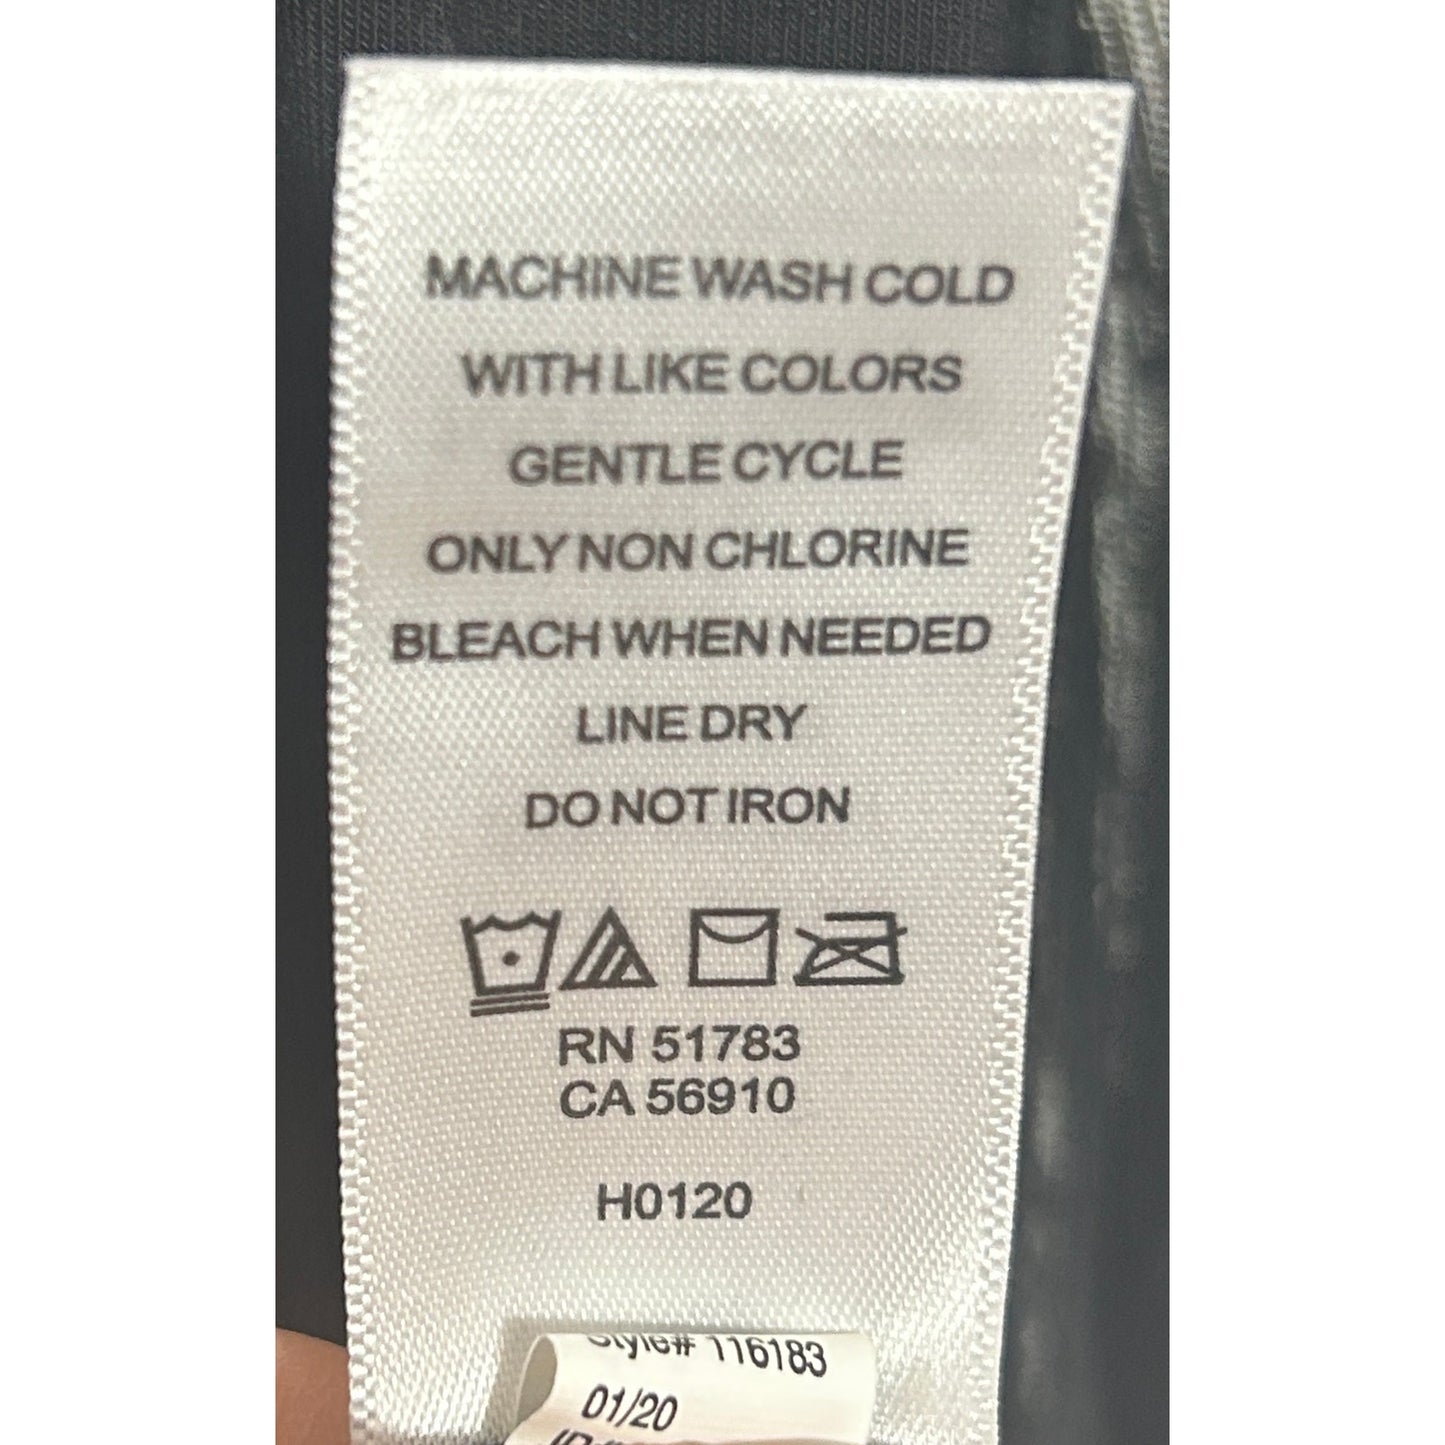 MACHINE WASH COLD
WITH LIKE COLORS
GENTLE CYCLE
ONLY NON CHLORINE
BLEACH WHEN NEEDED
LINE DRY
DO NOT IRON
RN 51783
CA 56910
H0120
Style# 116183
01/20